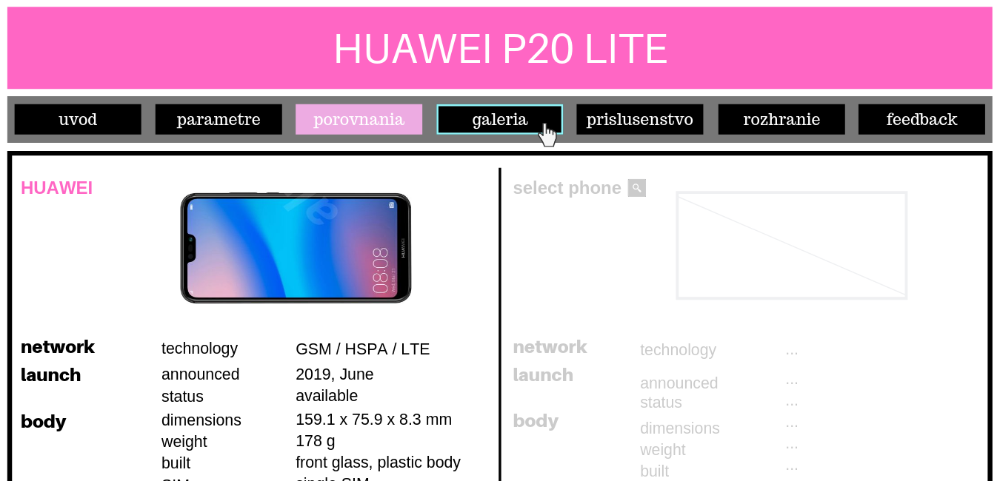 HUAWEI P20 LITE
uvod parametre porovnania galeria prislusenstvo rozhranie feedback
HUAWEI
08:08
HUAWEI
network technology GSM / HSPA / LTE
launch announced 2019, June
status available
body dimensions 159.1 x 75.9 x 8.3 mm
weight 178 g
built front glass, plastic body
SIM single SIM
select phone
network technology ...
launch announced ...
status ...
body dimensions ...
weight ...
built ...